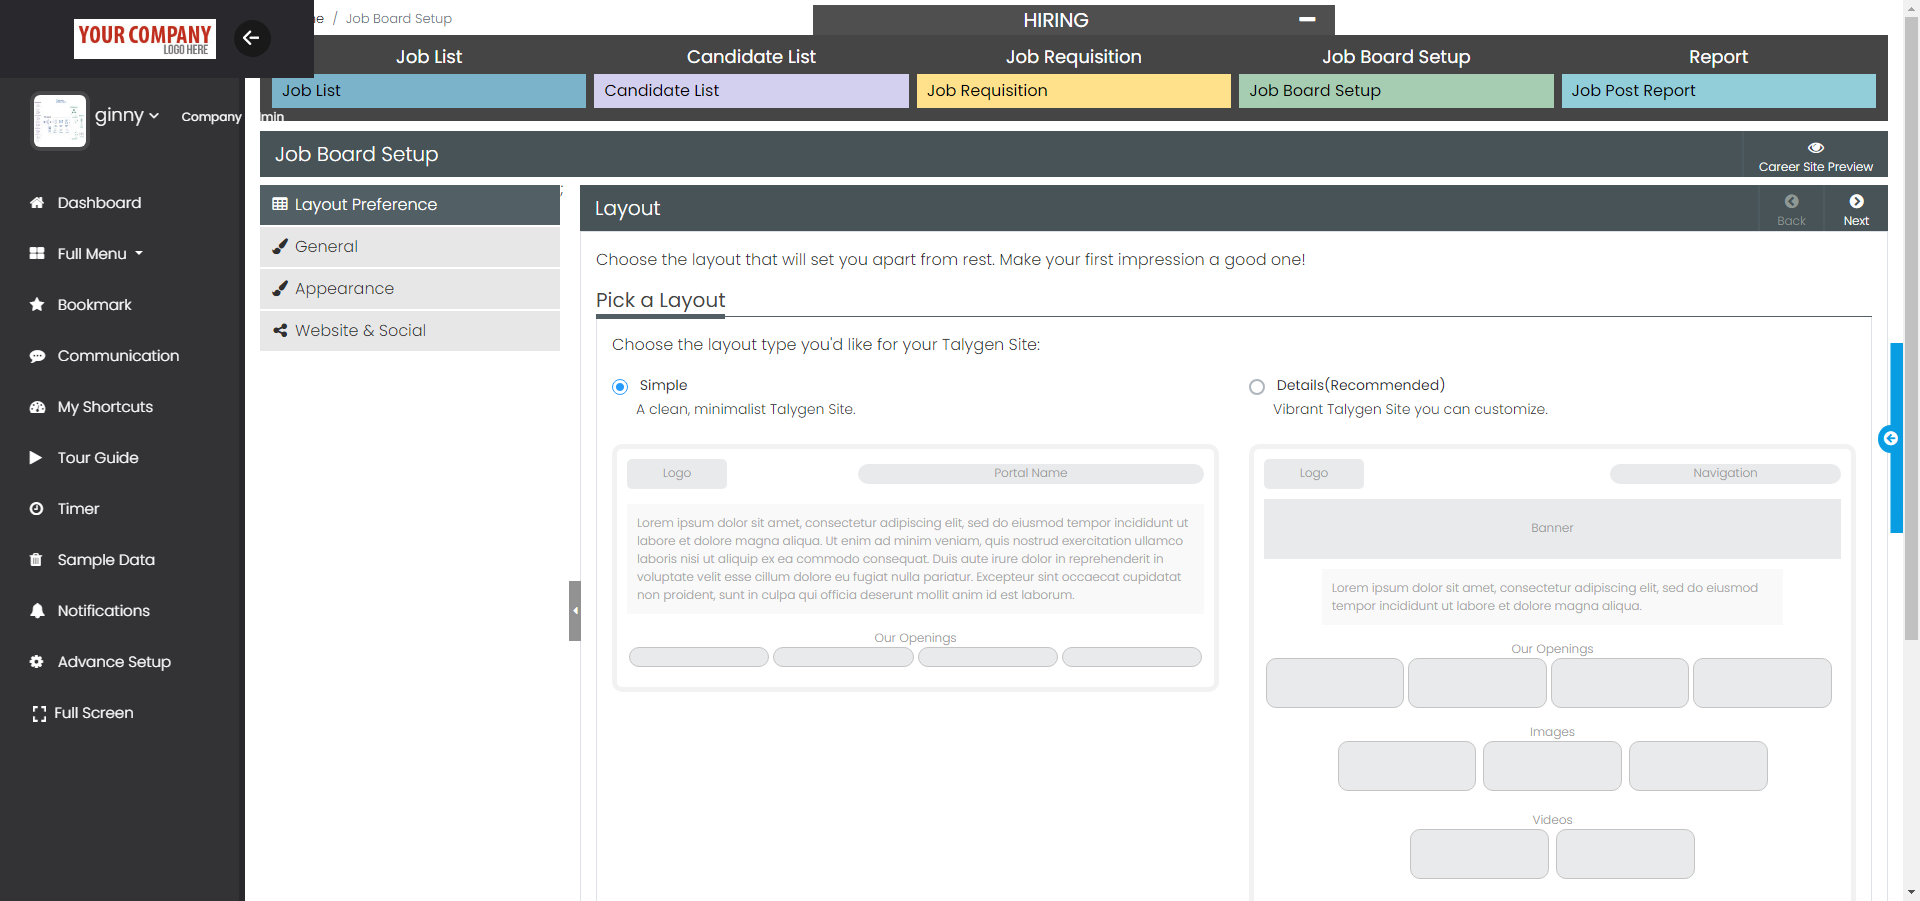 YOUR COMPANY
LOGO HERE
me / Job Board Setup
HIRING
Job List
Candidate List
Job Requisition
Job Board Setup
Report
Job List
Candidate List
Job Requisition
Job Board Setup
Job Post Report
ginny
Company
min
Dashboard
Full Menu
Bookmark
Communication
My Shortcuts
Tour Guide
Timer
Sample Data
Notifications
Advance Setup
Full Screen
Job Board Setup
Career Site Preview
Layout Preference
;
General
Appearance
Website & Social
Layout
Back
Next
Choose the layout that will set you apart from rest. Make your first impression a good one!
Pick a Layout
Choose the layout type you'd like for your Talygen Site:
Simple
A clean, minimalist Talygen Site.
Logo
Portal Name
Lorem ipsum dolor sit amet, consectetur adipiscing elit, sed do eiusmod tempor incididunt ut
labore et dolore magna aliqua. Ut enim ad minim veniam, quis nostrud exercitation ullamco
laboris nisi ut aliquip ex ea commodo consequat. Duis aute irure dolor in reprehenderit in
voluptate velit esse cillum dolore eu fugiat nulla pariatur. Excepteur sint occaecat cupidatat
non proident, sunt in culpa qui officia deserunt mollit anim id est laborum.
Our Openings
Details(Recommended)
Vibrant Talygen Site you can customize.
Logo
Navigation
Banner
Lorem ipsum dolor sit amet, consectetur adipiscing elit, sed do eiusmod
tempor incididunt ut labore et dolore magna aliqua.
Our Openings
Images
Videos